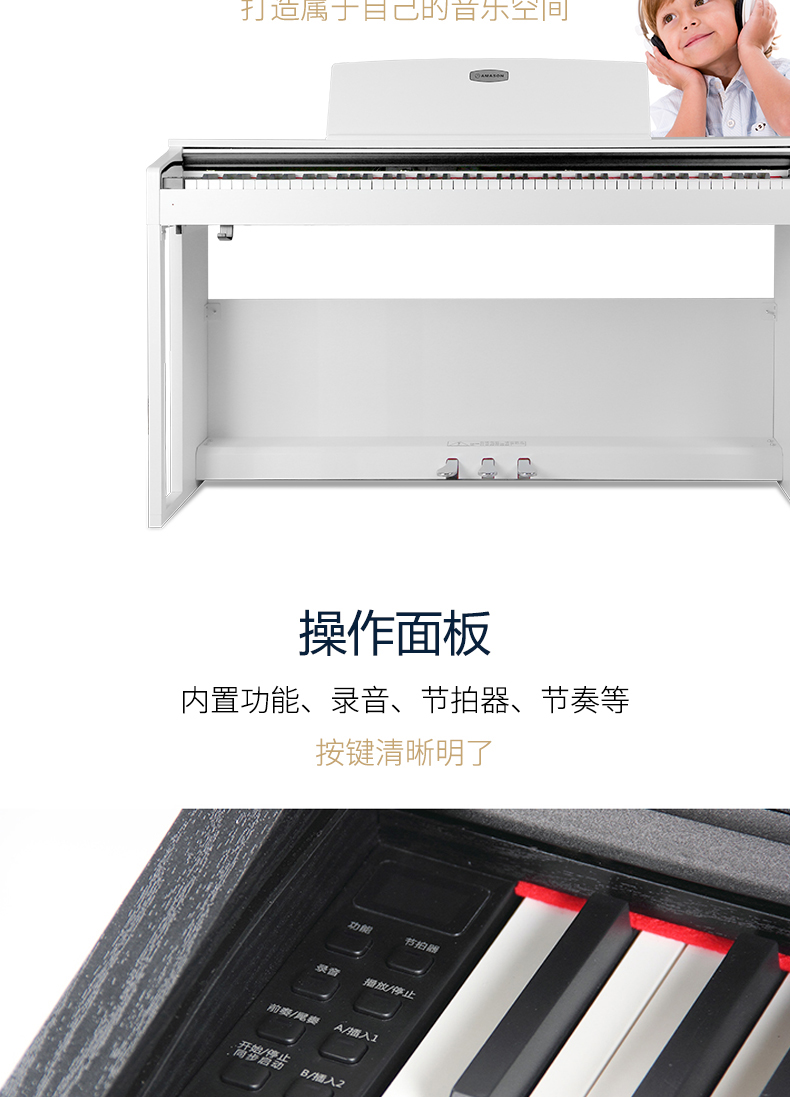 打造属于自己的音乐空间
AMASON
操作面板
内置功能、录音、节拍器、节奏等
按键清晰明了
功能
节拍器
录音
播放/停止
前奏/尾奏
A/插入1
开始/停止
同步启动
B/插入2